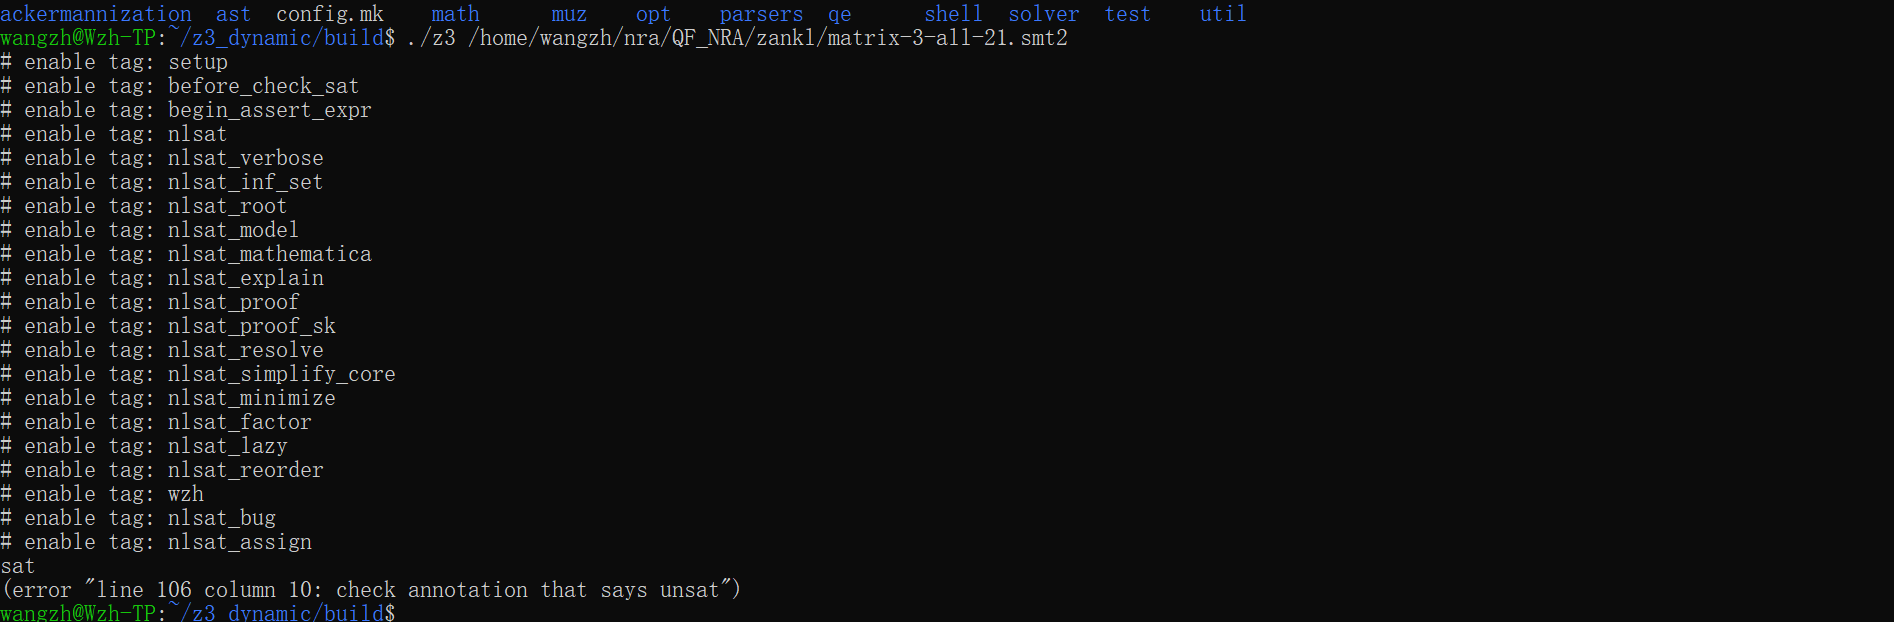 ackermannization ast config.mk math muz opt parsers qe shell solver test util
wangzh@Wzh-TP:~/z3_dynamic/build$ ./z3 /home/wangzh/nra/QF_NRA/zankl/matrix-3-all-21.smt2
# enable tag: setup
# enable tag: before_check_sat
# enable tag: begin_assert_expr
# enable tag: nlsat
# enable tag: nlsat_verbose
# enable tag: nlsat_inf_set
# enable tag: nlsat_root
# enable tag: nlsat_model
# enable tag: nlsat_mathematica
# enable tag: nlsat_explain
# enable tag: nlsat_proof
# enable tag: nlsat_proof_sk
# enable tag: nlsat_resolve
# enable tag: nlsat_simplify_core
# enable tag: nlsat_minimize
# enable tag: nlsat_factor
# enable tag: nlsat_lazy
# enable tag: nlsat_reorder
# enable tag: wzh
# enable tag: nlsat_bug
# enable tag: nlsat_assign
sat
(error "line 106 column 10: check annotation that says unsat")
wangzh@Wzh-TP:~/z3_dynamic/build$